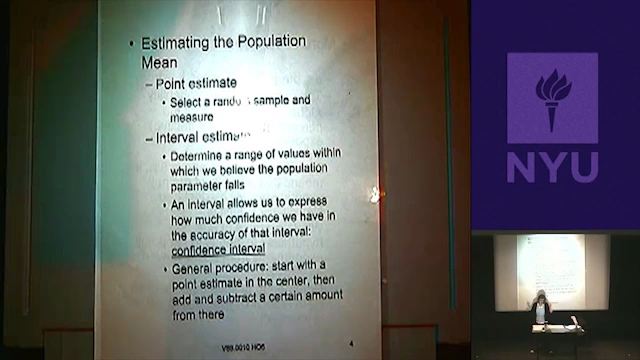 • Estimating the Population
Mean
– Point estimate
• Select a random sample and
measure
– Interval estimate
• Determine a range of values within
which we believe the population
parameter falls
• An interval allows us to express
how much confidence we have in
the accuracy of that interval:
confidence interval
• General procedure: start with a
point estimate in the center, then
add and subtract a certain amount
from there
V89.0010 HO6
4
NYU